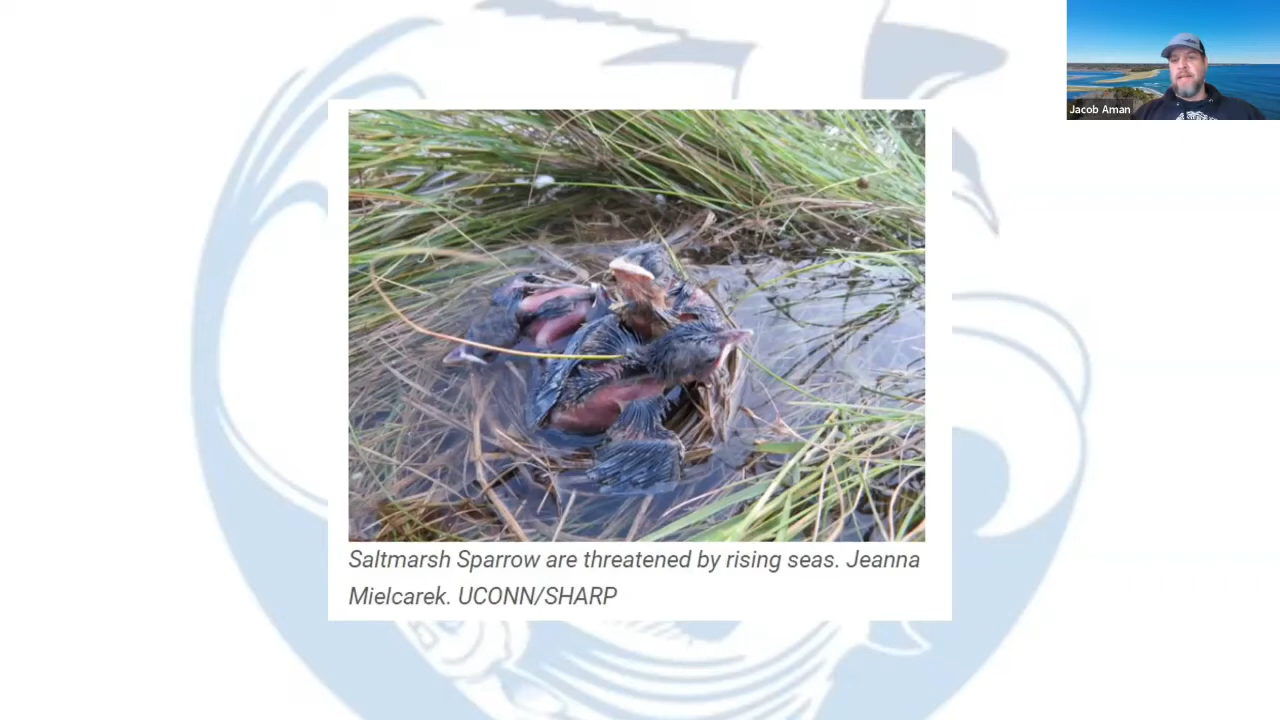 Jacob Aman
Saltmarsh Sparrow are threatened by rising seas. Jeanna
Mielcarek. UCONN/SHARP